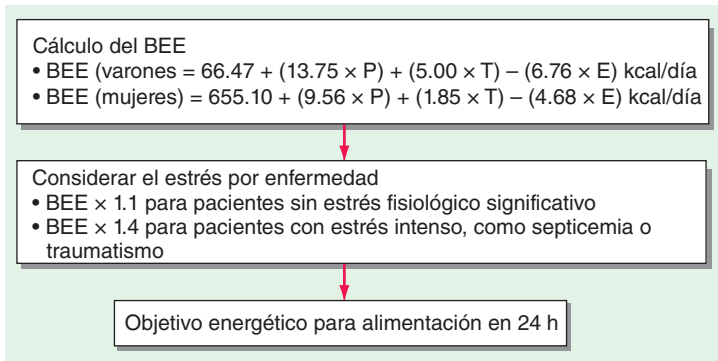 Cálculo del BEE
• BEE (varones = 66.47 + (13.75 × P) + (5.00 × T) – (6.76 × E) kcal/día
• BEE (mujeres) = 655.10 + (9.56 × P) + (1.85 × T) – (4.68 × E) kcal/día
Considerar el estrés por enfermedad
• BEE × 1.1 para pacientes sin estrés fisiológico significativo
• BEE × 1.4 para pacientes con estrés intenso, como septicemia o
traumatismo
Objetivo energético para alimentación en 24 h